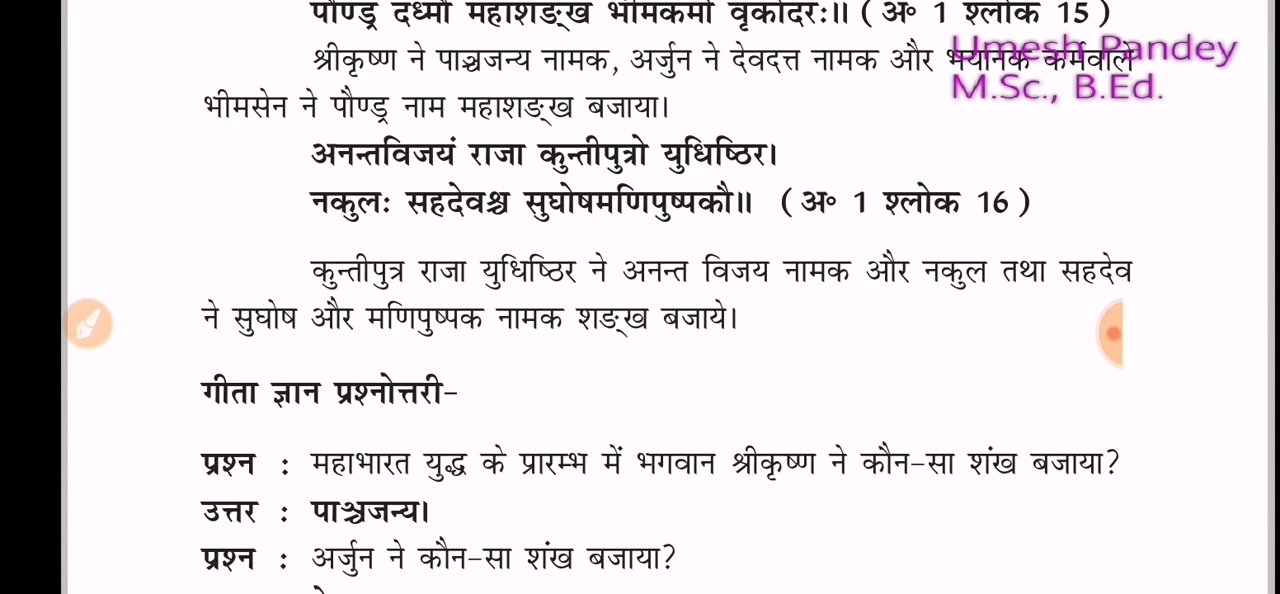 पौण्ड्रं दध्मौ महाशङ्ख भीमकर्मा वृकोदरः॥ ( अ॰ 1 श्लोक 15 )
Umesh Pandey
M.Sc., B.Ed.
श्रीकृष्ण ने पाञ्चजन्य नामक, अर्जुन ने देवदत्त नामक और भयानक कर्मवाले
भीमसेन ने पौण्ड्र नाम महाशङ्ख बजाया।
अनन्तविजयं राजा कुन्तीपुत्रो युधिष्ठिर।
नकुलः सहदेवश्च सुघोषमणिपुष्पकौ॥ ( अ॰ 1 श्लोक 16 )
कुन्तीपुत्र राजा युधिष्ठिर ने अनन्त विजय नामक और नकुल तथा सहदेव
ने सुघोष और मणिपुष्पक नामक शङ्ख बजाये।
गीता ज्ञान प्रश्नोत्तरी-
प्रश्न : महाभारत युद्ध के प्रारम्भ में भगवान श्रीकृष्ण ने कौन-सा शंख बजाया?
उत्तर : पाञ्चजन्य।
प्रश्न : अर्जुन ने कौन-सा शंख बजाया?